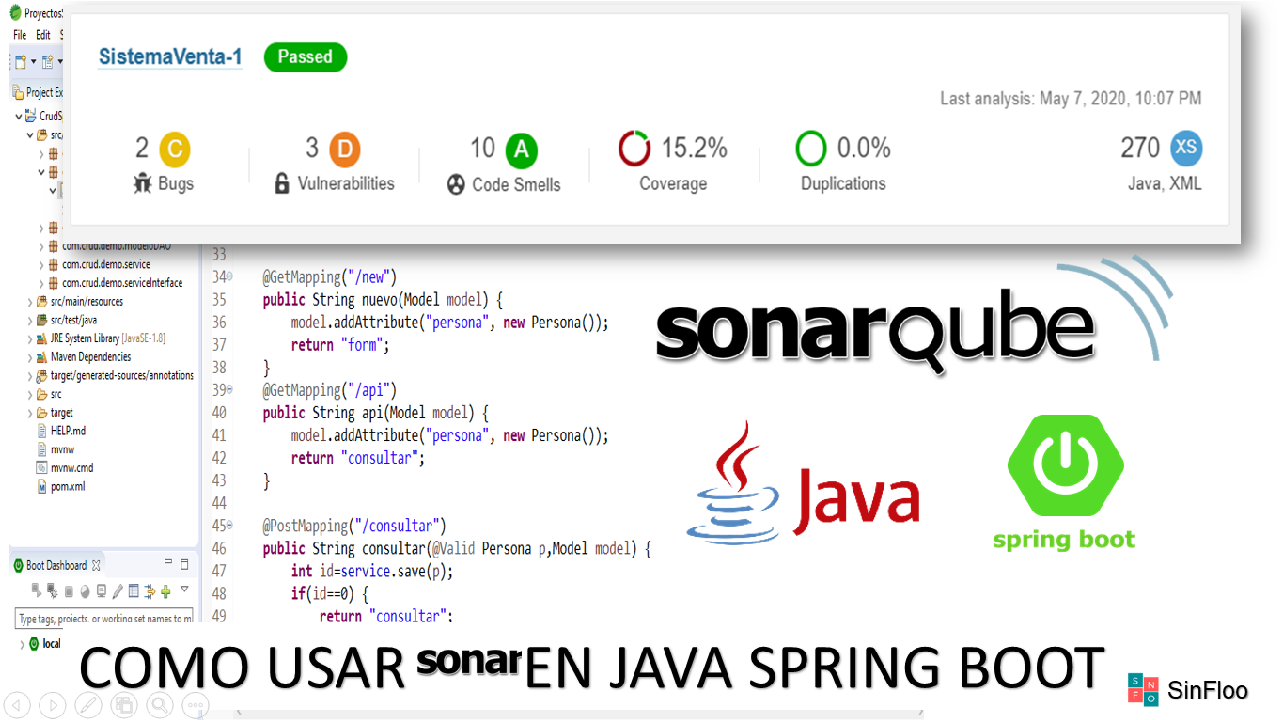 ProyectosS
File Edit S
SistemaVenta-1 Passed
Last analysis: May 7, 2020, 10:07 PM
2 C
Bugs
3 D
Vulnerabilities
10 A
Code Smells
15.2%
Coverage
0.0%
Duplications
270 XS
Java, XML
Project Ex
CrudS
src
com.crud.demo.modeloDAO
com.crud.demo.service
com.crud.demo.serviceInterface
src/main/resources
src/test/java
JRE System Library [JavaSE-1.8]
Maven Dependencies
target/generated-sources/annotations
src
target
HELP.md
mvnw
mvnw.cmd
pom.xml
33
34 @GetMapping("/new")
35 public String nuevo(Model model) {
36 model.addAttribute("persona", new Persona());
37 return "form";
38 }
39 @GetMapping("/api")
40 public String api(Model model) {
41 model.addAttribute("persona", new Persona());
42 return "consultar";
43 }
44
45 @PostMapping("/consultar")
46 public String consultar(@Valid Persona p,Model model) {
47 int id=service.save(p);
48 if(id==0) {
49 return "consultar";
sonarqube
Java
spring boot
Boot Dashboard
Type tags, projects, or working set names to m
local
COMO USAR sonar EN JAVA SPRING BOOT
S N
F O
SinFloo